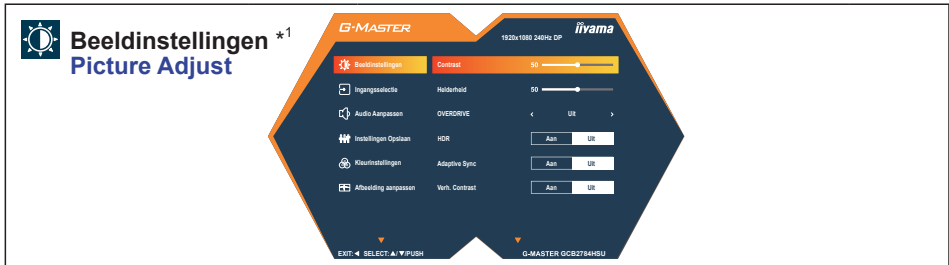 Beeldinstellingen *1
Picture Adjust
G-MASTER
iiyama
1920x1080 240Hz DP
Beeldinstellingen
Contrast
50
Ingangsselectie
Helderheid
50
Audio Aanpassen
OVERDRIVE
‹ Uit ›
Instellingen Opslaan
HDR
Aan Uit
Kleurinstellingen
Adaptive Sync
Aan Uit
Afbeelding aanpassen
Verh. Contrast
Aan Uit
EXIT: ◀ SELECT: ▲/▼/PUSH
G-MASTER GCB2784HSU